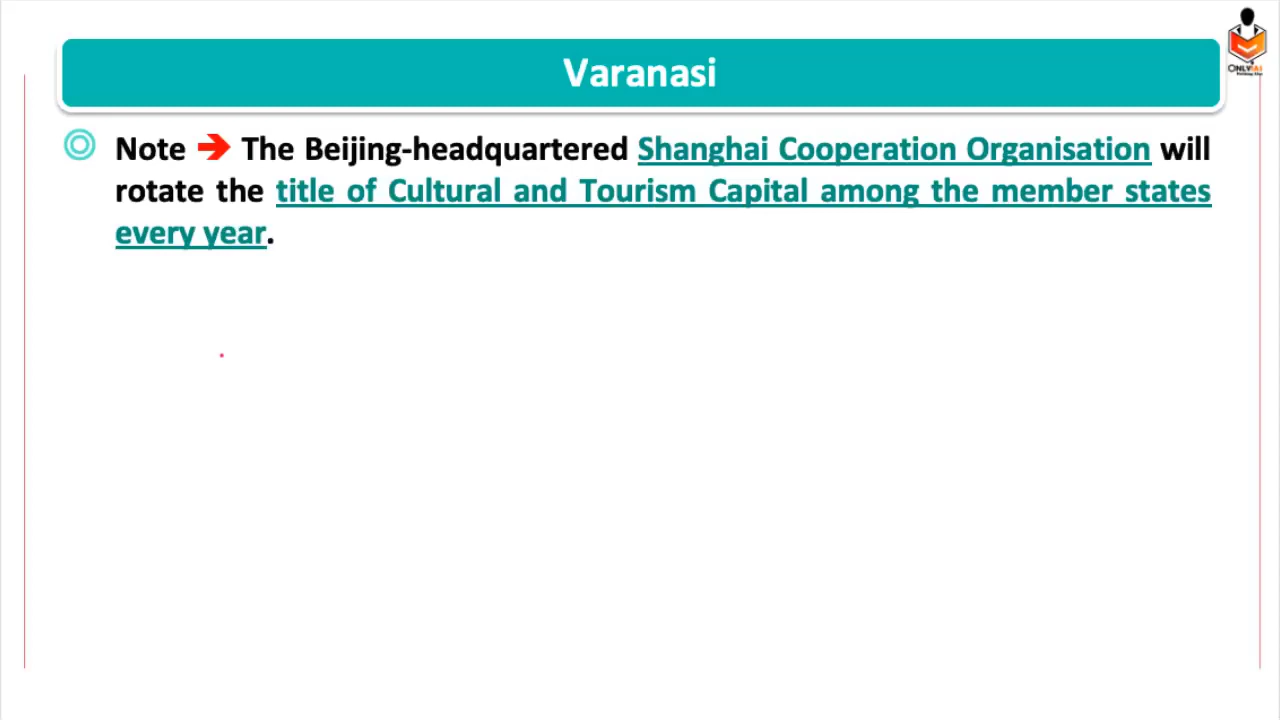 Varanasi
Note → The Beijing-headquartered Shanghai Cooperation Organisation will
rotate the title of Cultural and Tourism Capital among the member states
every year.